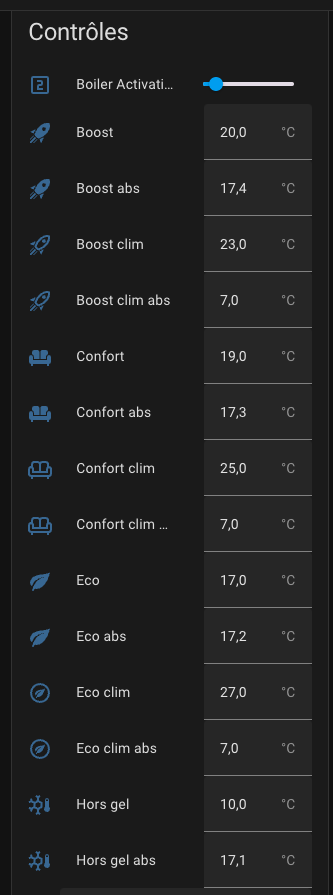 Contrôles
Boiler Activati...
Boost 20,0 °C
Boost abs 17,4 °C
Boost clim 23,0 °C
Boost clim abs 7,0 °C
Confort 19,0 °C
Confort abs 17,3 °C
Confort clim 25,0 °C
Confort clim ... 7,0 °C
Eco 17,0 °C
Eco abs 17,2 °C
Eco clim 27,0 °C
Eco clim abs 7,0 °C
Hors gel 10,0 °C
Hors gel abs 17,1 °C